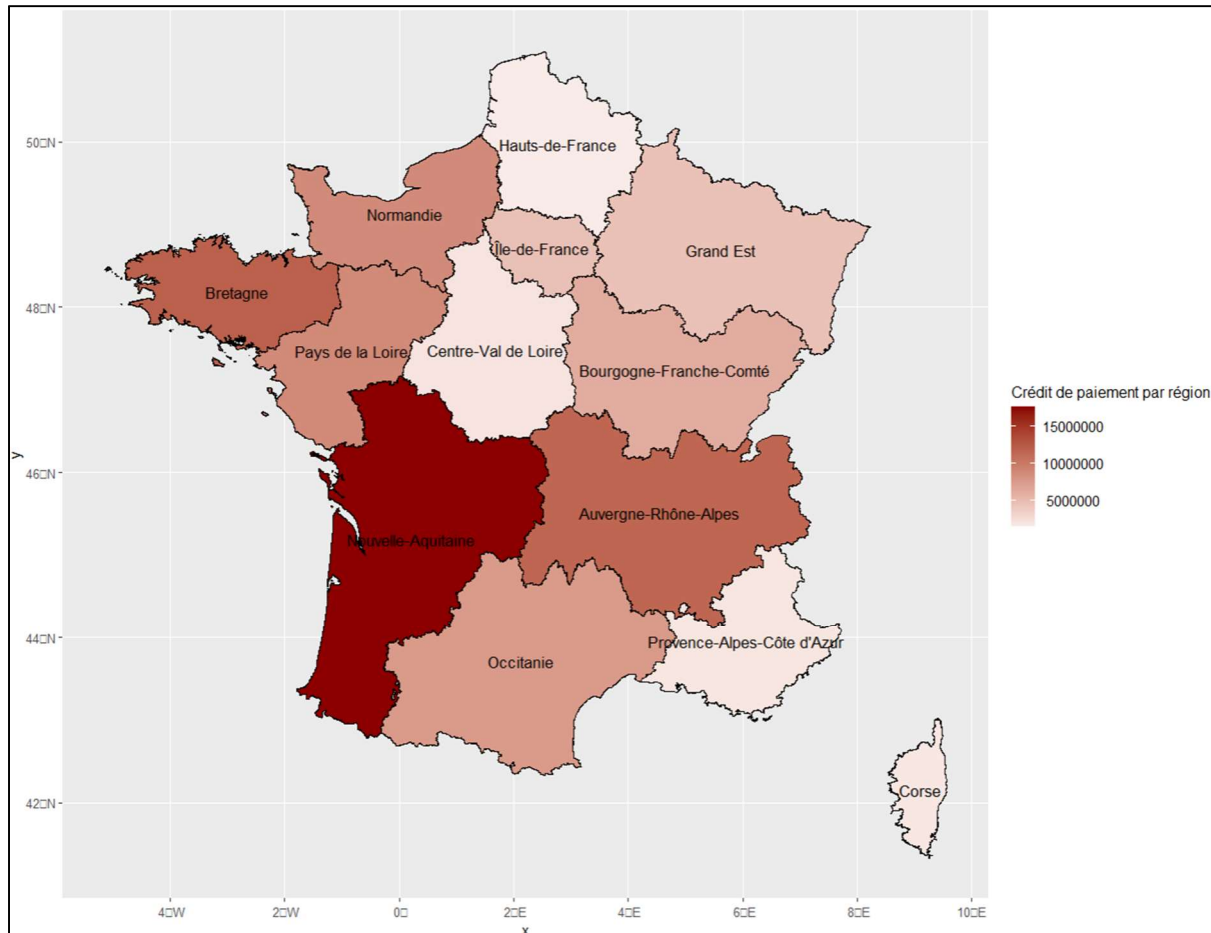 50□N
48□N
46□N
44□N
42□N
y
Hauts-de-France
Normandie
Île-de-France
Grand Est
Bretagne
Pays de la Loire
Centre-Val de Loire
Bourgogne-Franche-Comté
Auvergne-Rhône-Alpes
Nouvelle-Aquitaine
Provence-Alpes-Côte d'Azur
Occitanie
Corse
4□W
2□W
0□
2□E
4□E
6□E
8□E
10□E
x
Crédit de paiement par région
15000000
10000000
5000000